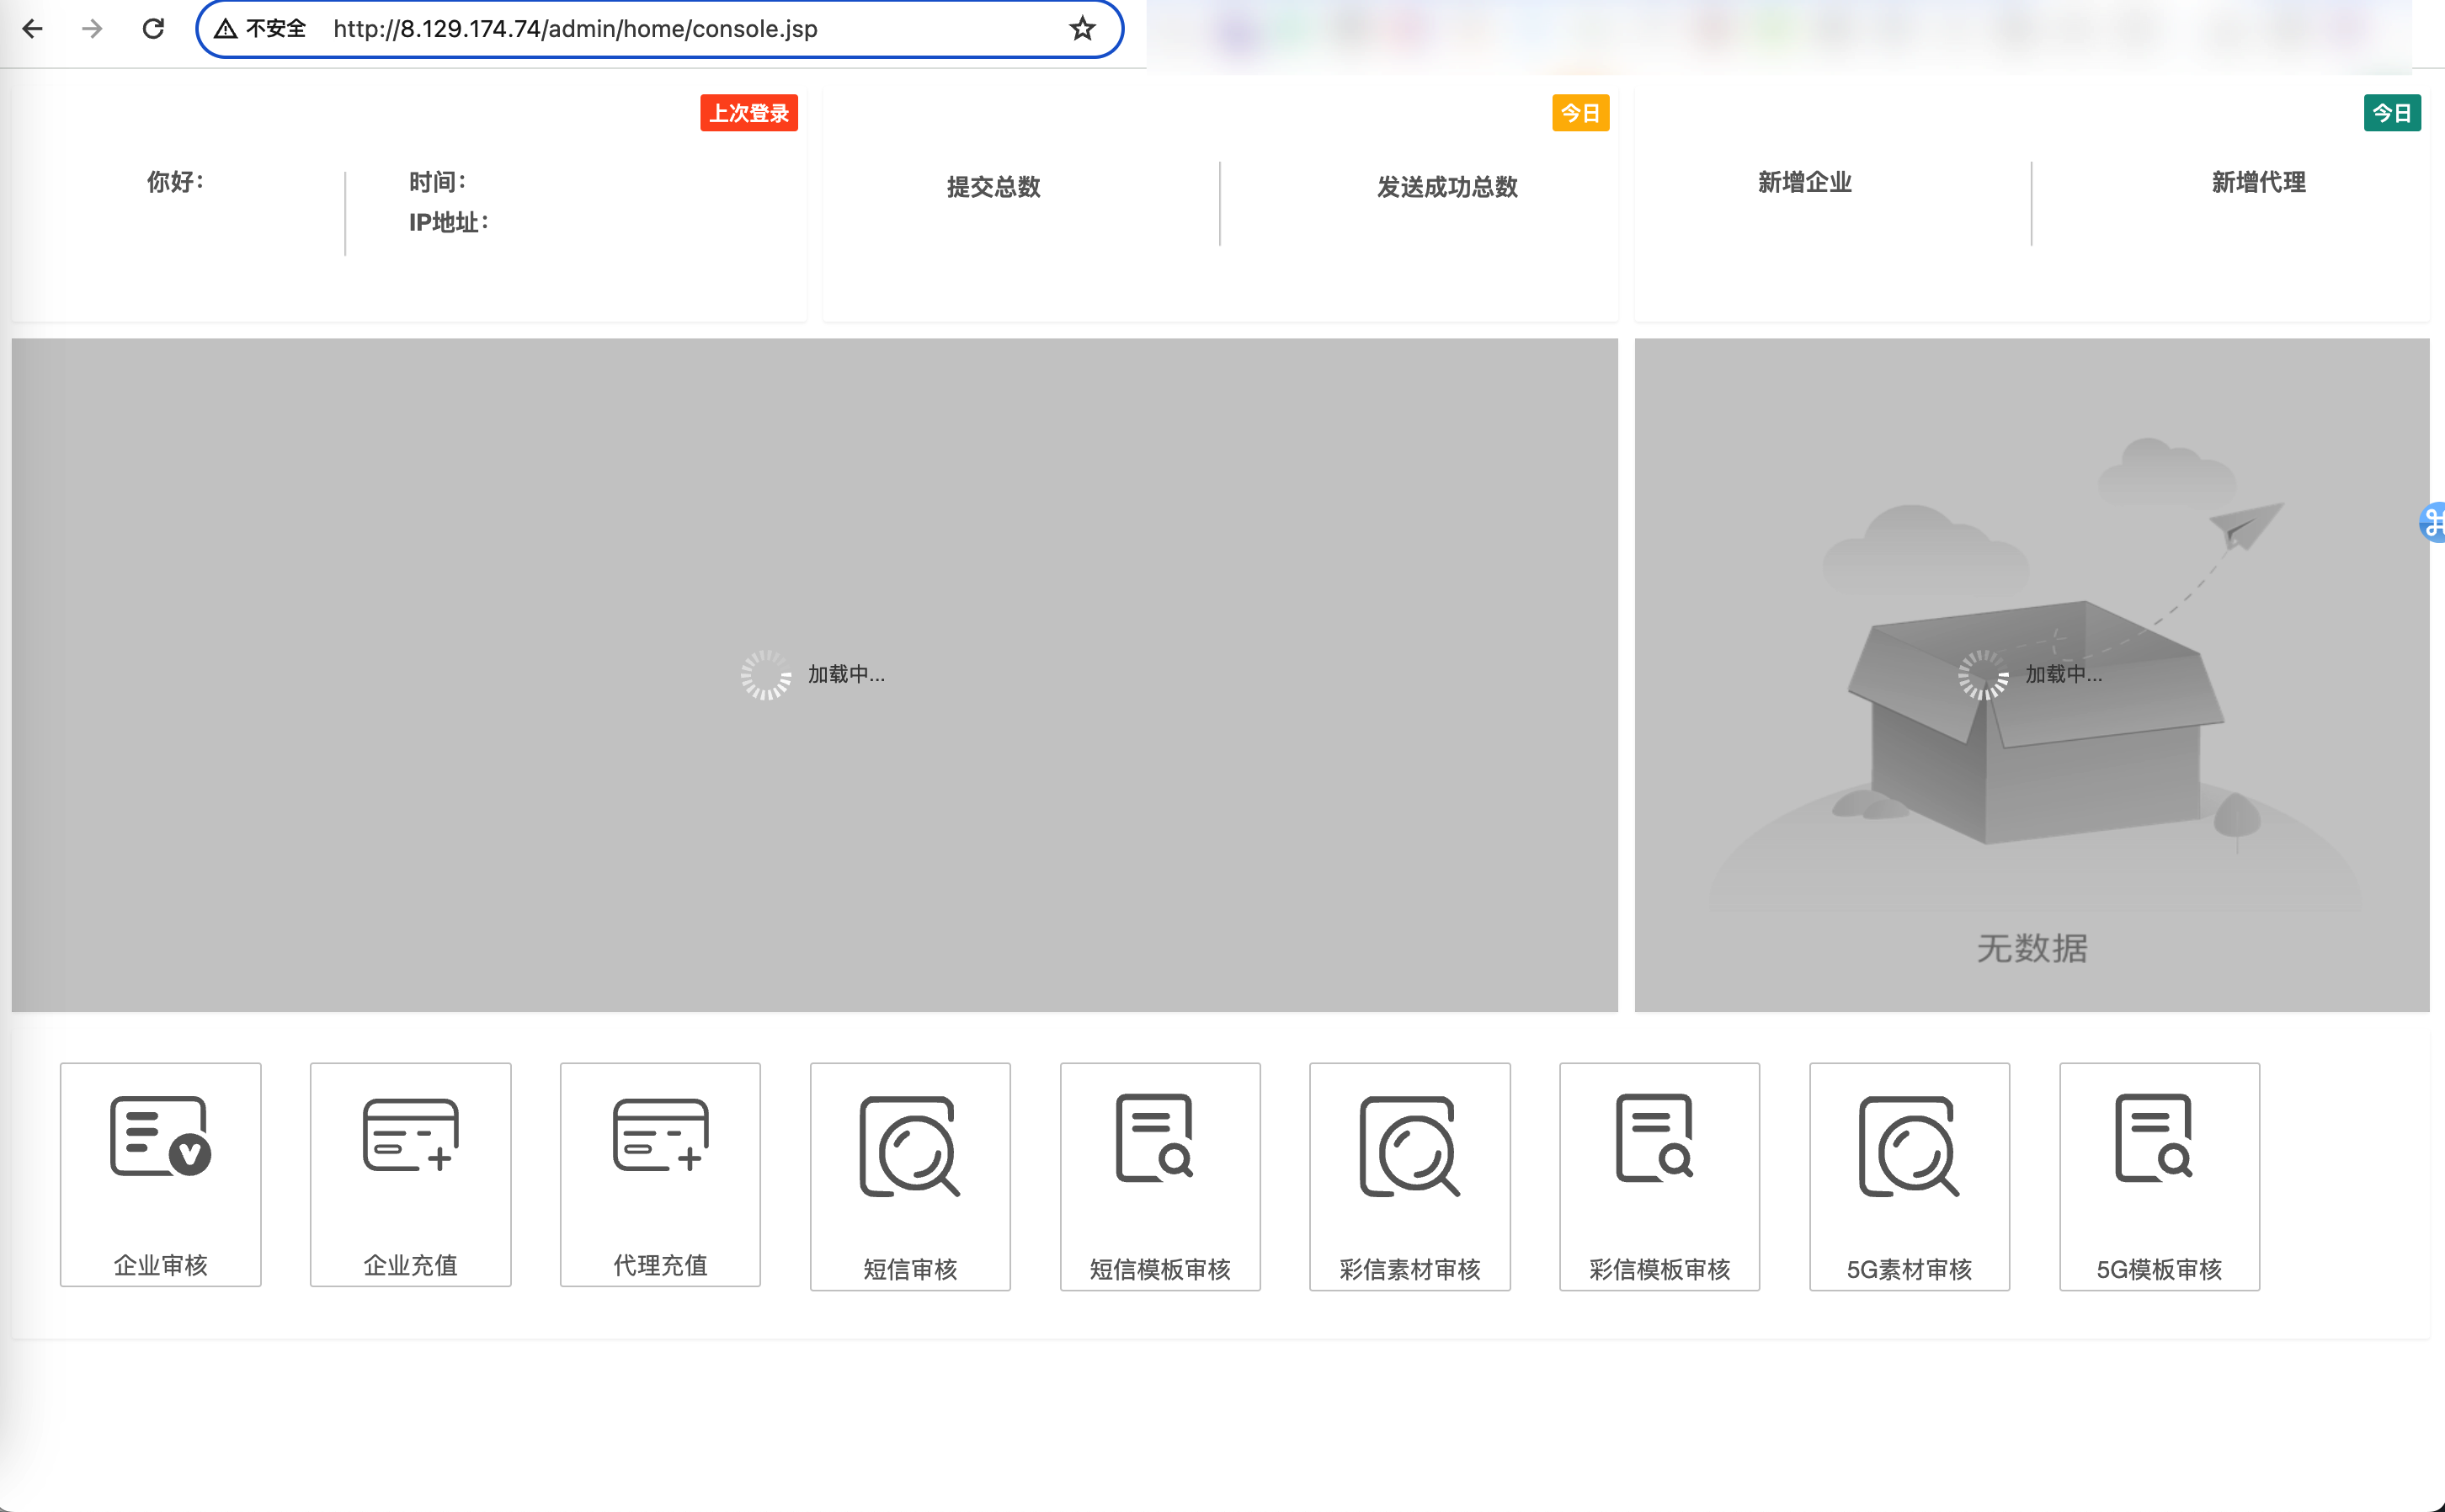 不安全 http://8.129.174.74/admin/home/console.jsp
上次登录
你好：
时间：
IP地址：
今日
提交总数
发送成功总数
今日
新增企业
新增代理
加载中...
加载中...
无数据
企业审核
企业充值
代理充值
短信审核
短信模板审核
彩信素材审核
彩信模板审核
5G素材审核
5G模板审核